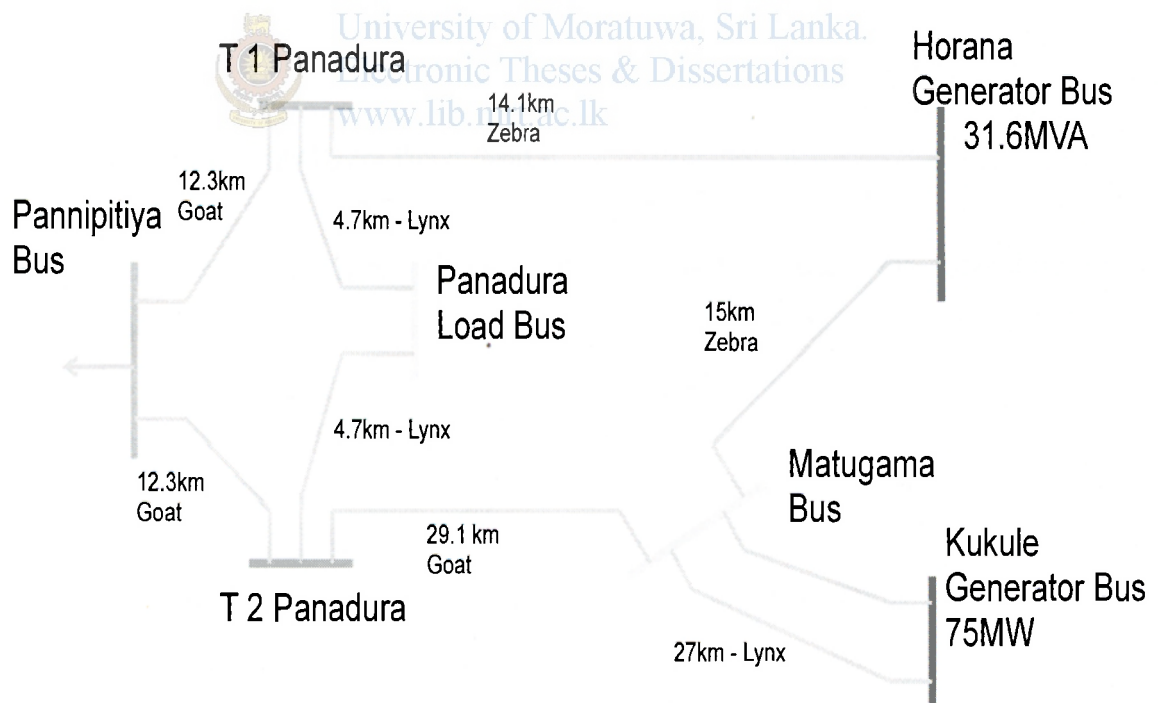 University of Moratuwa, Sri Lanka.
Electronic Theses & Dissertations
www.lib.mrt.ac.lk
T 1 Panadura
Horana
Generator Bus
31.6MVA
14.1km
Zebra
12.3km
Goat
Pannipitiya
Bus
4.7km - Lynx
Panadura
Load Bus
15km
Zebra
4.7km - Lynx
12.3km
Goat
Matugama
Bus
29.1 km
Goat
Kukule
Generator Bus
75MW
T 2 Panadura
27km - Lynx